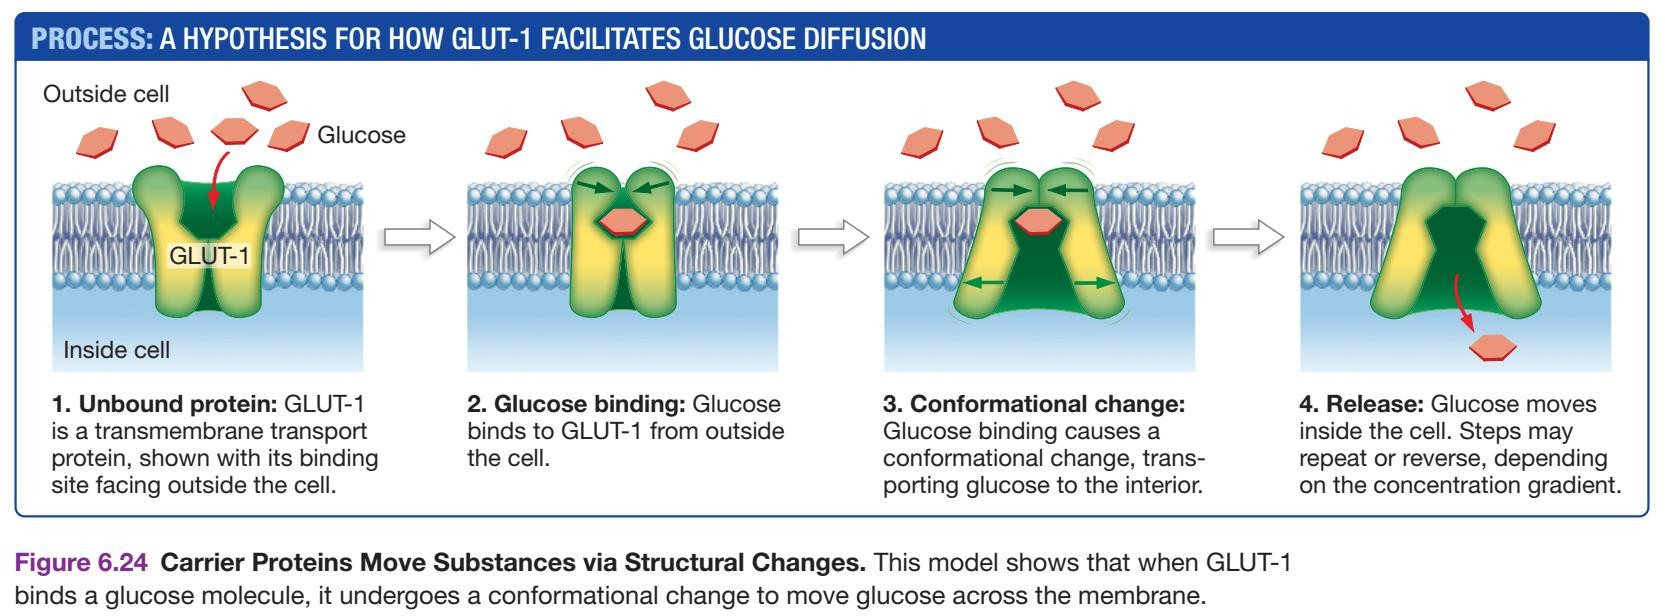 PROCESS: A HYPOTHESIS FOR HOW GLUT-1 FACILITATES GLUCOSE DIFFUSION
Outside cell
Glucose
GLUT-1
Inside cell
1. Unbound protein: GLUT-1
is a transmembrane transport
protein, shown with its binding
site facing outside the cell.
2. Glucose binding: Glucose
binds to GLUT-1 from outside
the cell.
3. Conformational change:
Glucose binding causes a
conformational change, trans-
porting glucose to the interior.
4. Release: Glucose moves
inside the cell. Steps may
repeat or reverse, depending
on the concentration gradient.
Figure 6.24 Carrier Proteins Move Substances via Structural Changes. This model shows that when GLUT-1
binds a glucose molecule, it undergoes a conformational change to move glucose across the membrane.